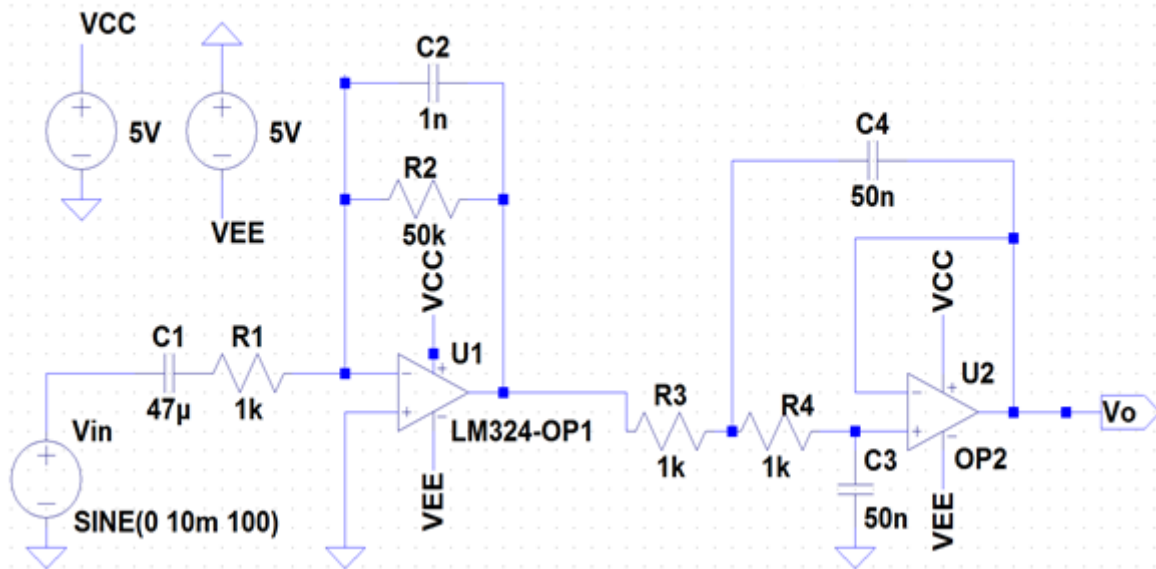 VCC
5V
5V
VEE
C2
1n
R2
50k
VCC
U1
+
-
-
+
LM324-OP1
VEE
C1
47µ
R1
1k
Vin
+
-
SINE(0 10m 100)
C4
50n
R3
1k
R4
1k
C3
50n
VCC
U2
+
-
-
+
OP2
VEE
Vo